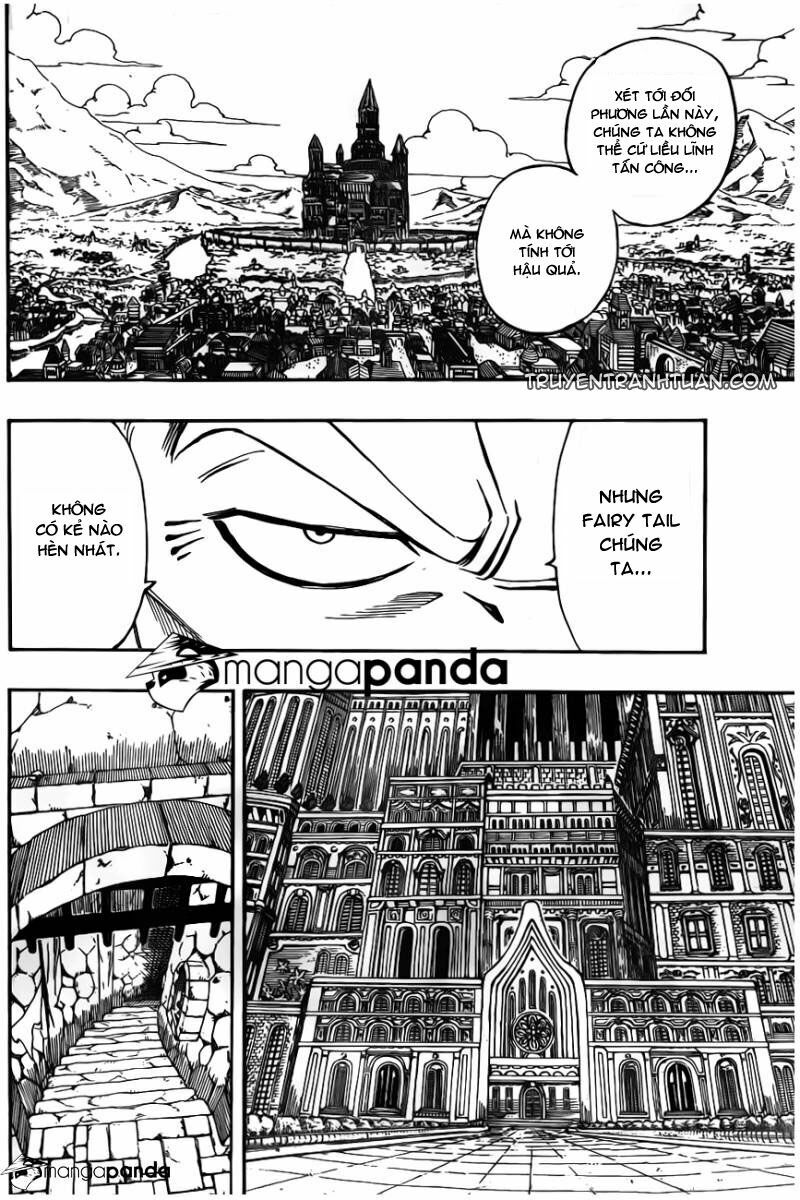 XÉT TỚI ĐỐI
PHƯƠNG LẦN NÀY,
CHÚNG TA KHÔNG
THỂ CỨ LIỀU LĨNH
TẤN CÔNG...
MÀ KHÔNG
TÍNH TỚI
HẬU QUẢ.
TRUYENTRANHTUAN.COM
NHƯNG
FAIRY TAIL
CHÚNG
TA...
KHÔNG
CÓ KẺ NÀO
HÈN NHÁT.
mangapanda
mangapanda